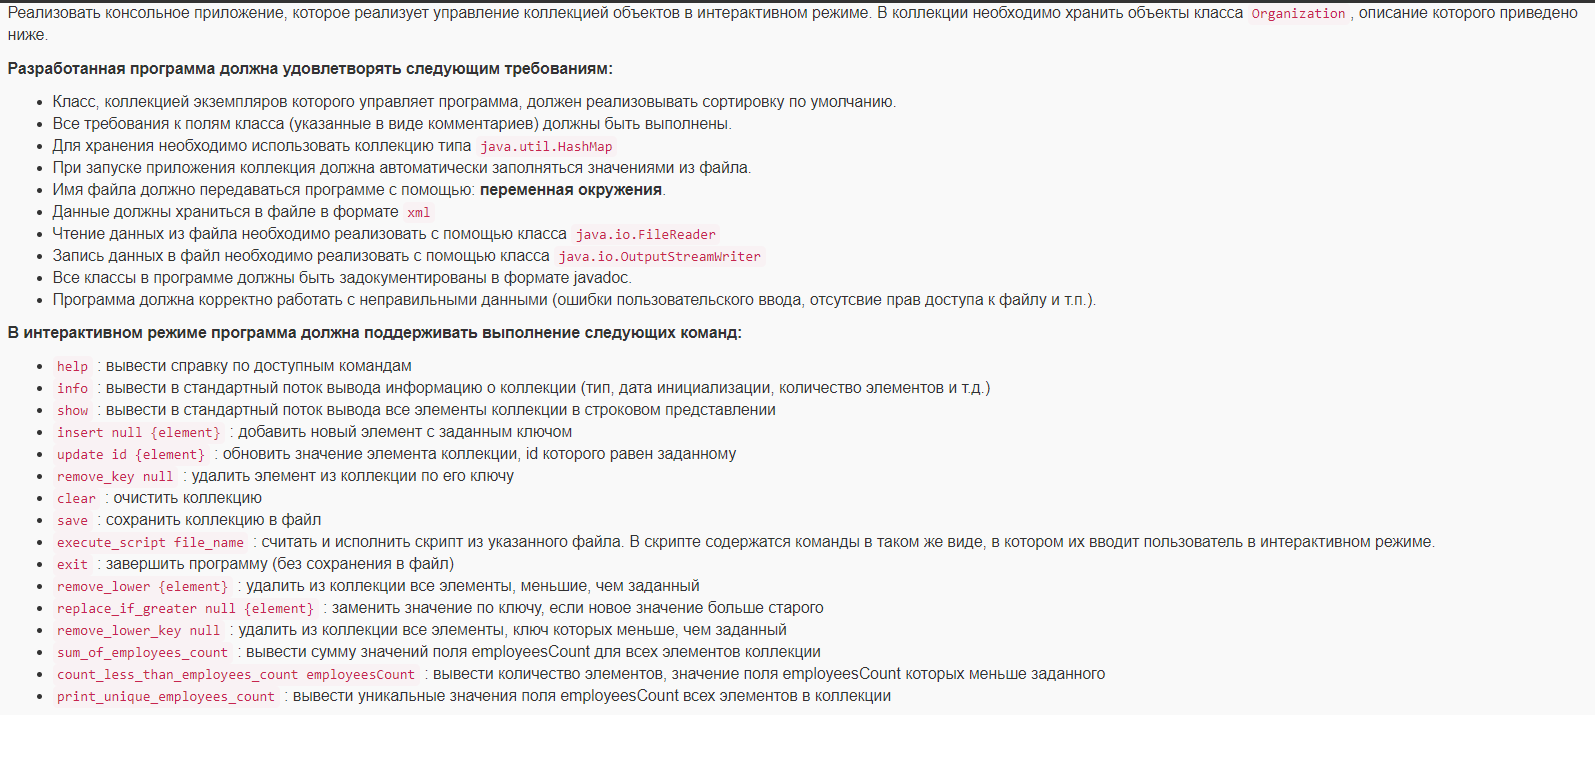 Реализовать консольное приложение, которое реализует управление коллекцией объектов в интерактивном режиме. В коллекции необходимо хранить объекты класса Organization , описание которого приведено
ниже.
Разработанная программа должна удовлетворять следующим требованиям:
• Класс, коллекцией экземпляров которого управляет программа, должен реализовывать сортировку по умолчанию.
• Все требования к полям класса (указанные в виде комментариев) должны быть выполнены.
• Для хранения необходимо использовать коллекцию типа java.util.HashMap
• При запуске приложения коллекция должна автоматически заполняться значениями из файла.
• Имя файла должно передаваться программе с помощью: переменная окружения.
• Данные должны храниться в файле в формате xml
• Чтение данных из файла необходимо реализовать с помощью класса java.io.FileReader
• Запись данных в файл необходимо реализовать с помощью класса java.io.OutputStreamWriter
• Все классы в программе должны быть задокументированы в формате javadoc.
• Программа должна корректно работать с неправильными данными (ошибки пользовательского ввода, отсутсвие прав доступа к файлу и т.п.).
В интерактивном режиме программа должна поддерживать выполнение следующих команд:
• help : вывести справку по доступным командам
• info : вывести в стандартный поток вывода информацию о коллекции (тип, дата инициализации, количество элементов и т.д.)
• show : вывести в стандартный поток вывода все элементы коллекции в строковом представлении
• insert null {element} : добавить новый элемент с заданным ключом
• update id {element} : обновить значение элемента коллекции, id которого равен заданному
• remove_key null : удалить элемент из коллекции по его ключу
• clear : очистить коллекцию
• save : сохранить коллекцию в файл
• execute_script file_name : считать и исполнить скрипт из указанного файла. В скрипте содержатся команды в таком же виде, в котором их вводит пользователь в интерактивном режиме.
• exit : завершить программу (без сохранения в файл)
• remove_lower {element} : удалить из коллекции все элементы, меньшие, чем заданный
• replace_if_greater null {element} : заменить значение по ключу, если новое значение больше старого
• remove_lower_key null : удалить из коллекции все элементы, ключ которых меньше, чем заданный
• sum_of_employees_count : вывести сумму значений поля employeesCount для всех элементов коллекции
• count_less_than_employees_count employeesCount : вывести количество элементов, значение поля employeesCount которых меньше заданного
• print_unique_employees_count : вывести уникальные значения поля employeesCount всех элементов в коллекции